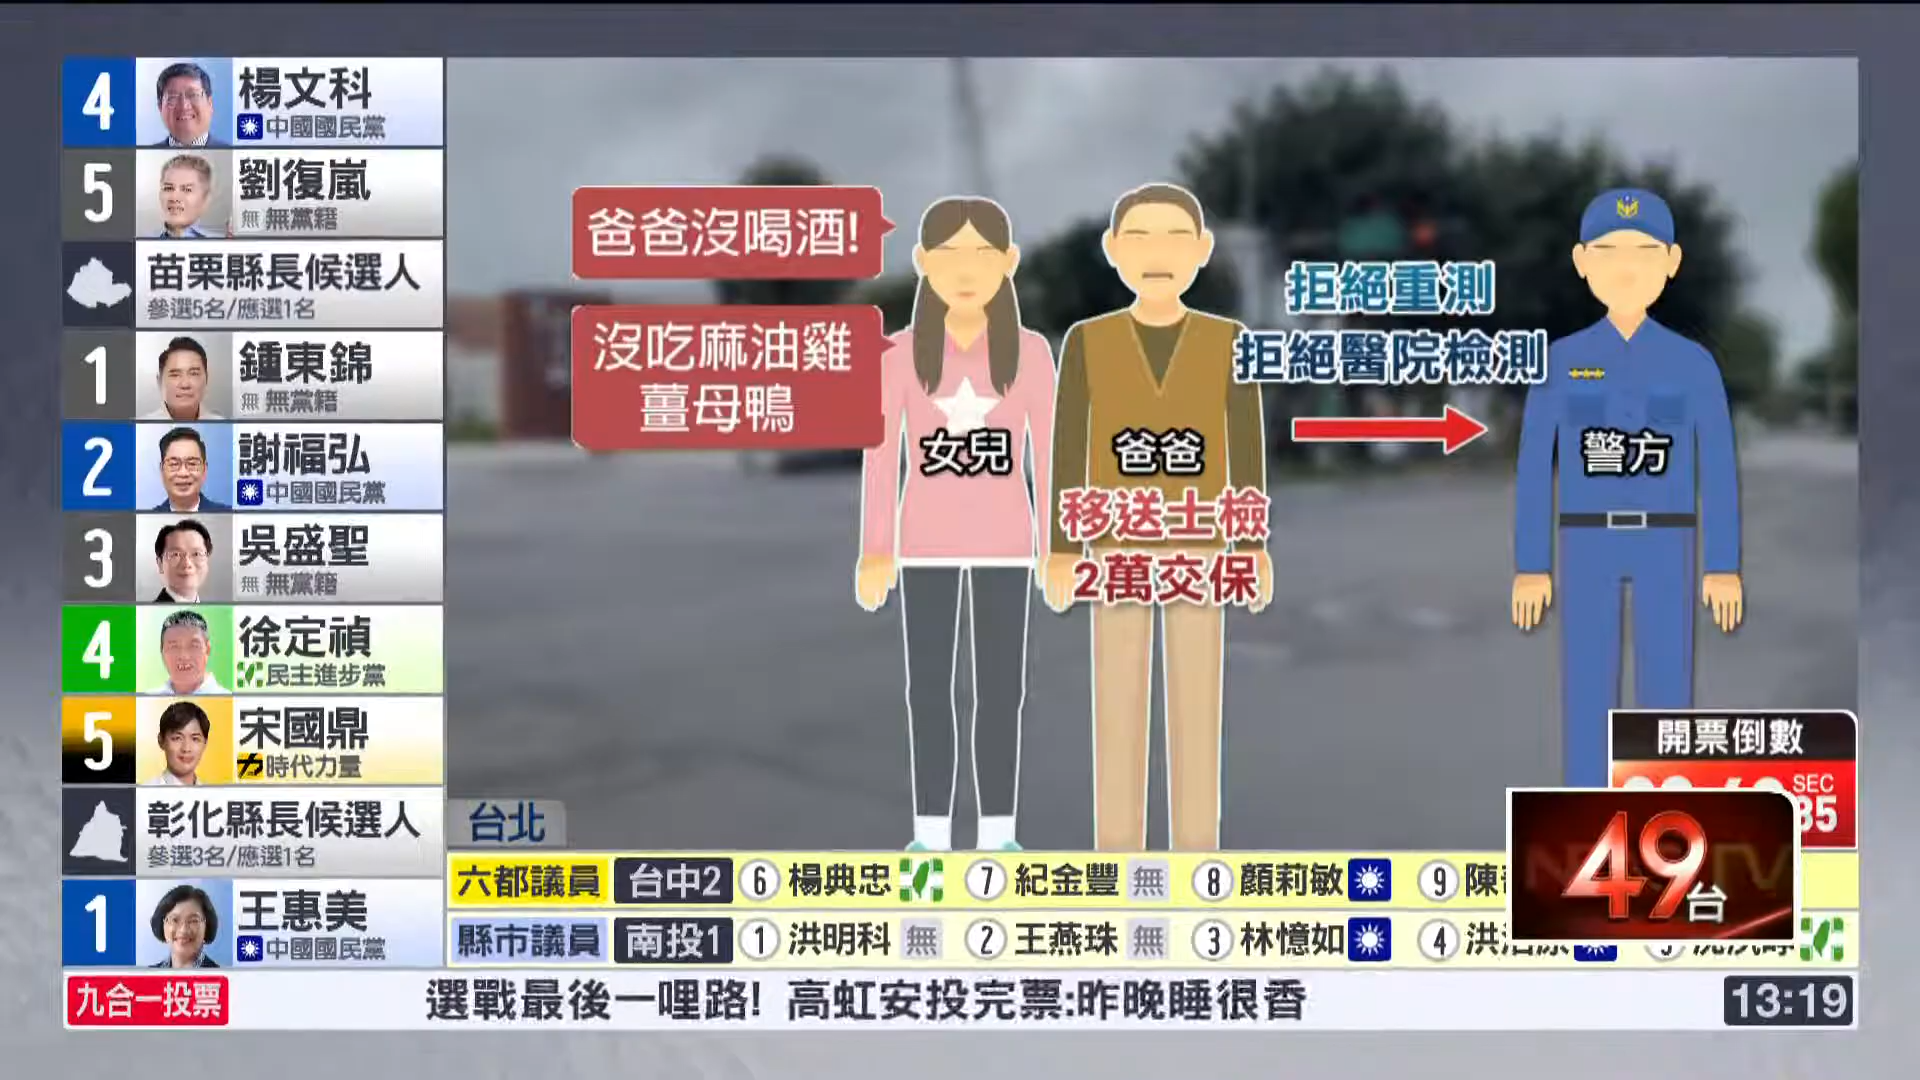 4
楊文科
中國國民黨
5
劉復嵐
無 無黨籍
苗栗縣長候選人
參選5名/應選1名
1
鍾東錦
無 無黨籍
2
謝福弘
中國國民黨
3
吳盛聖
無 無黨籍
4
徐定禎
民主進步黨
5
宋國鼎
力 時代力量
彰化縣長候選人
參選3名/應選1名
1
王惠美
中國國民黨
爸爸沒喝酒!
沒吃麻油雞
薑母鴨
女兒
爸爸
移送士檢
2萬交保
拒絕重測
拒絕醫院檢測
警方
開票倒數
SEC
35
49台
台北
六都議員 台中2 6 楊典忠 7 紀金豐 無 8 顏莉敏 9 陳
縣市議員 南投1 1 洪明科 無 2 王燕珠 無 3 林憶如 4 洪
九合一投票
選戰最後一哩路! 高虹安投完票:昨晚睡很香
13:19